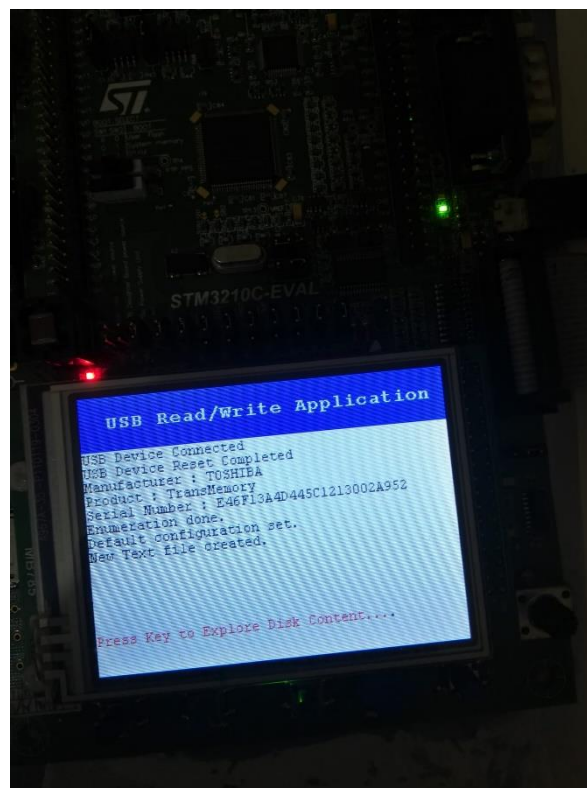 ST
STM3210C-EVAL
USB Read/Write Application
USB Device Connected
USB Device Reset Completed
Manufacturer : TOSHIBA
Product : TransMemory
Serial Number : E46F13A4D445C1213002A952
Enumeration done.
Default configuration set.
New Text file created.
Press Key to Explore Disk Content....